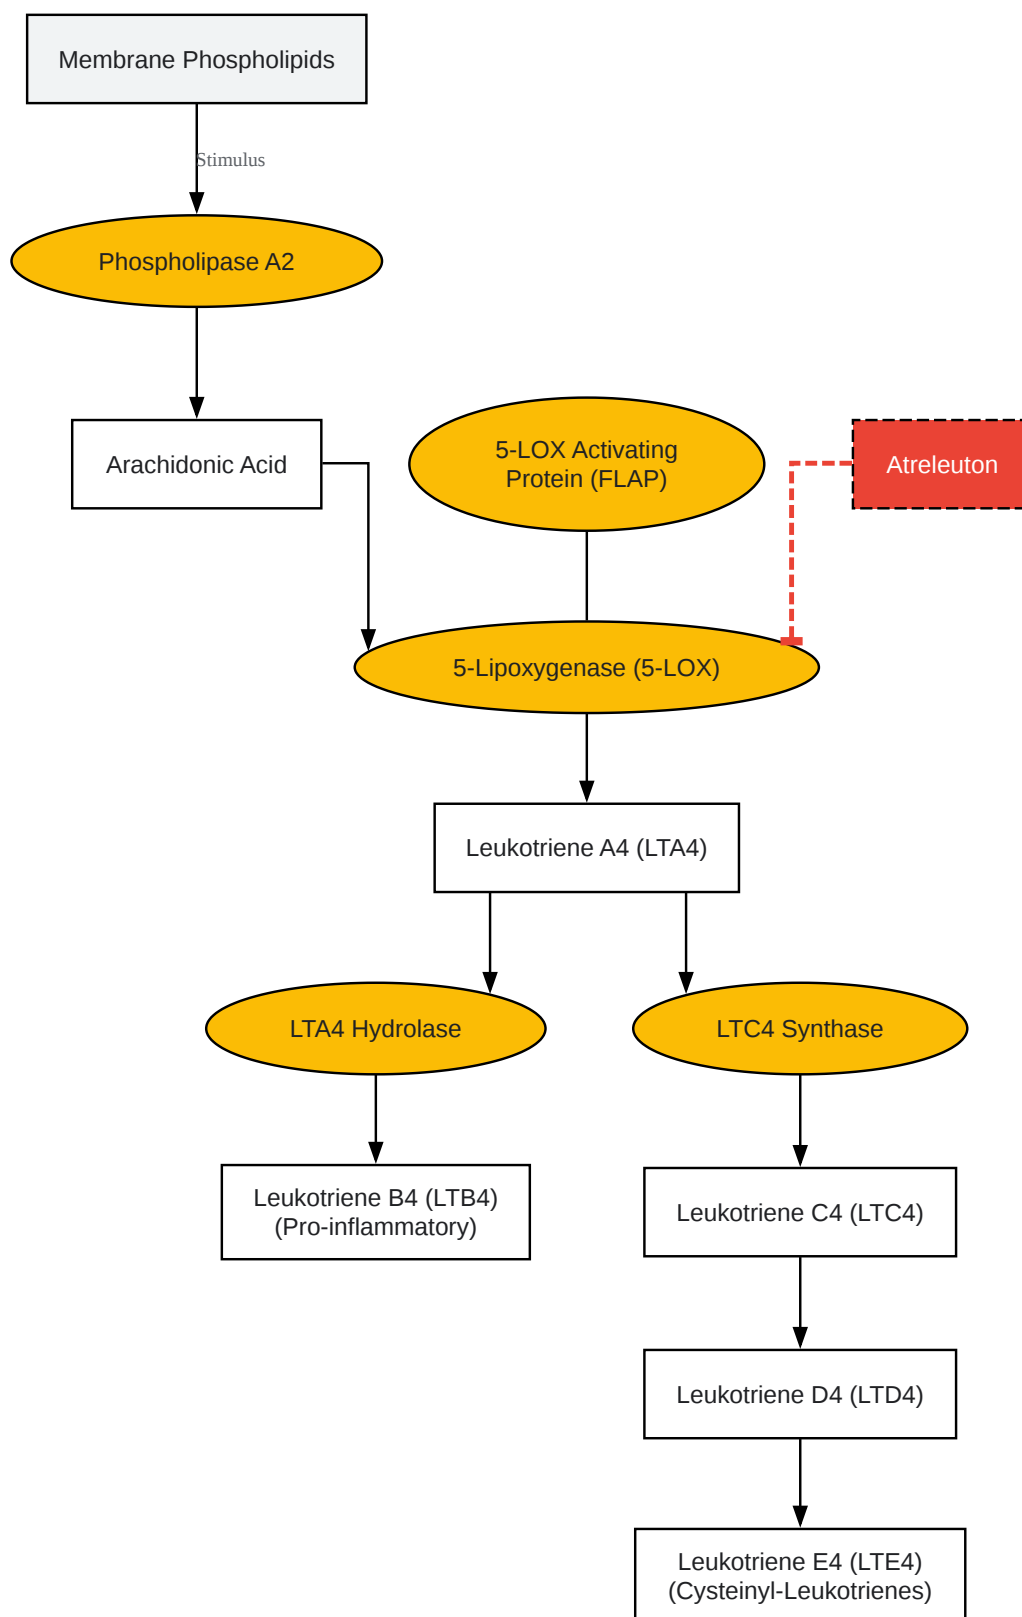 Membrane Phospholipids
Stimulus
Phospholipase A2
Arachidonic Acid
5-LOX Activating
Protein (FLAP)
Atreleuton
5-Lipoxygenase (5-LOX)
Leukotriene A4 (LTA4)
LTA4 Hydrolase
LTC4 Synthase
Leukotriene B4 (LTB4)
(Pro-inflammatory)
Leukotriene C4 (LTC4)
Leukotriene D4 (LTD4)
Leukotriene E4 (LTE4)
(Cysteinyl-Leukotrienes)